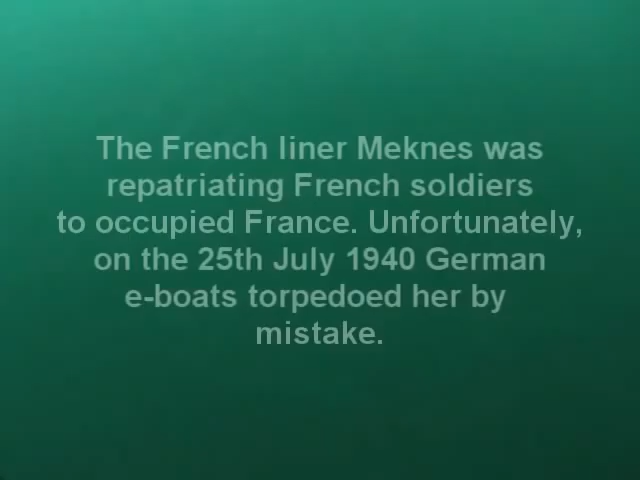 The French liner Meknes was
repatriating French soldiers
to occupied France. Unfortunately,
on the 25th July 1940 German
e-boats torpedoed her by
mistake.